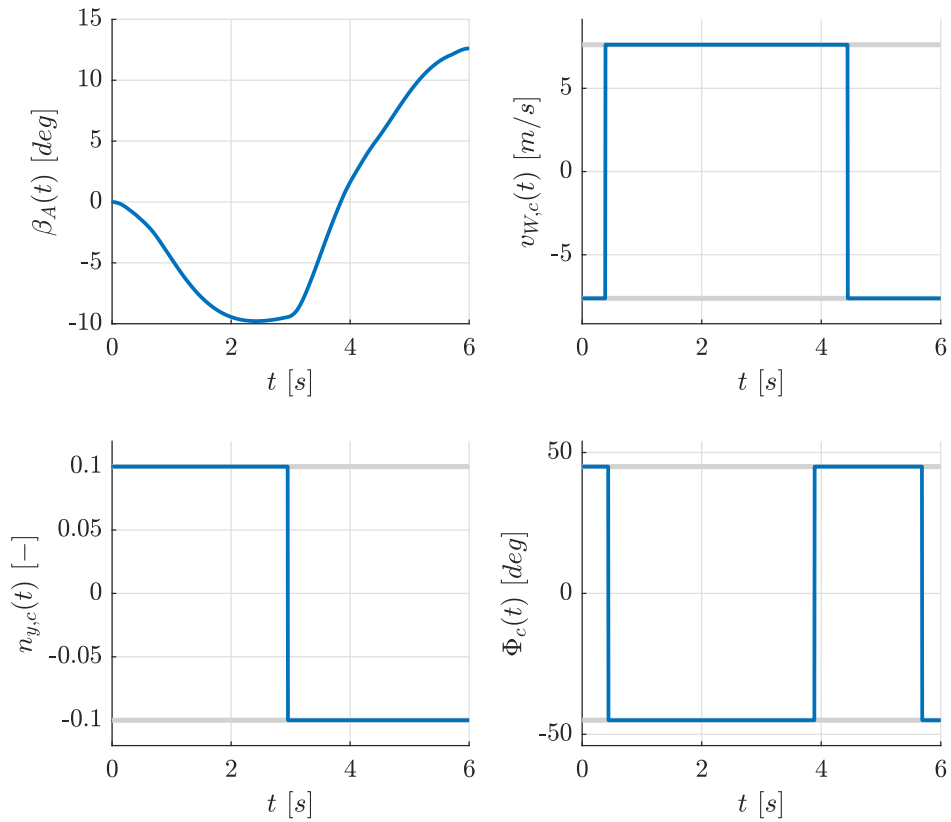 β_A(t) [deg]
15
10
5
0
-5
-10
0 2 4 6
t [s]
v_{W,c}(t) [m/s]
5
0
-5
0 2 4 6
t [s]
n_{y,c}(t) [−]
0.1
0.05
0
-0.05
-0.1
0 2 4 6
t [s]
Φ_c(t) [deg]
50
0
-50
0 2 4 6
t [s]